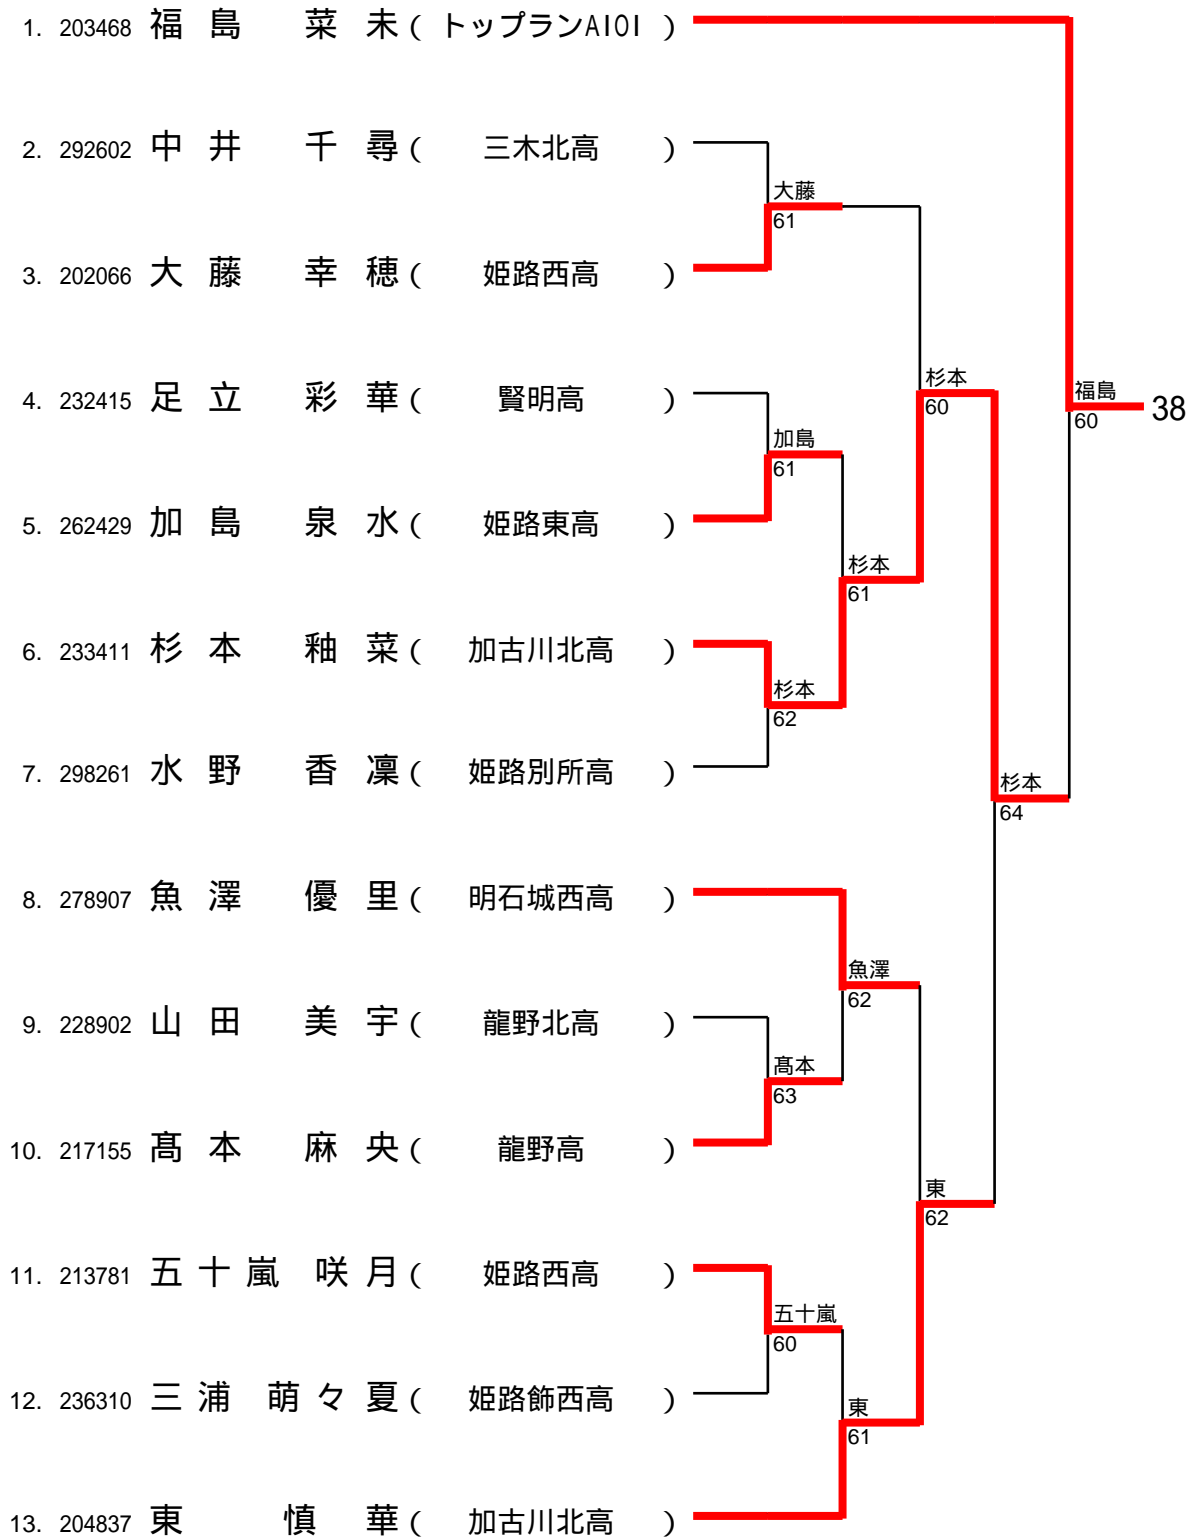 1. 203468 福島 菜未 ( トップランAIOI )
2. 292602 中井 千尋 ( 三木北高 )
大藤
61
3. 202066 大藤 幸穂 ( 姫路西高 )
杉本
60
福島
60
38
4. 232415 足立 彩華 ( 賢明高 )
加島
61
5. 262429 加島 泉水 ( 姫路東高 )
杉本
61
6. 233411 杉本 釉菜 ( 加古川北高 )
杉本
62
7. 298261 水野 香凜 ( 姫路別所高 )
杉本
64
8. 278907 魚澤 優里 ( 明石城西高 )
魚澤
62
9. 228902 山田 美宇 ( 龍野北高 )
髙本
63
10. 217155 髙本 麻央 ( 龍野高 )
東
62
11. 213781 五十嵐 咲月 ( 姫路西高 )
五十嵐
60
12. 236310 三浦 萌々夏 ( 姫路飾西高 )
東
61
13. 204837 東 慎華 ( 加古川北高 )